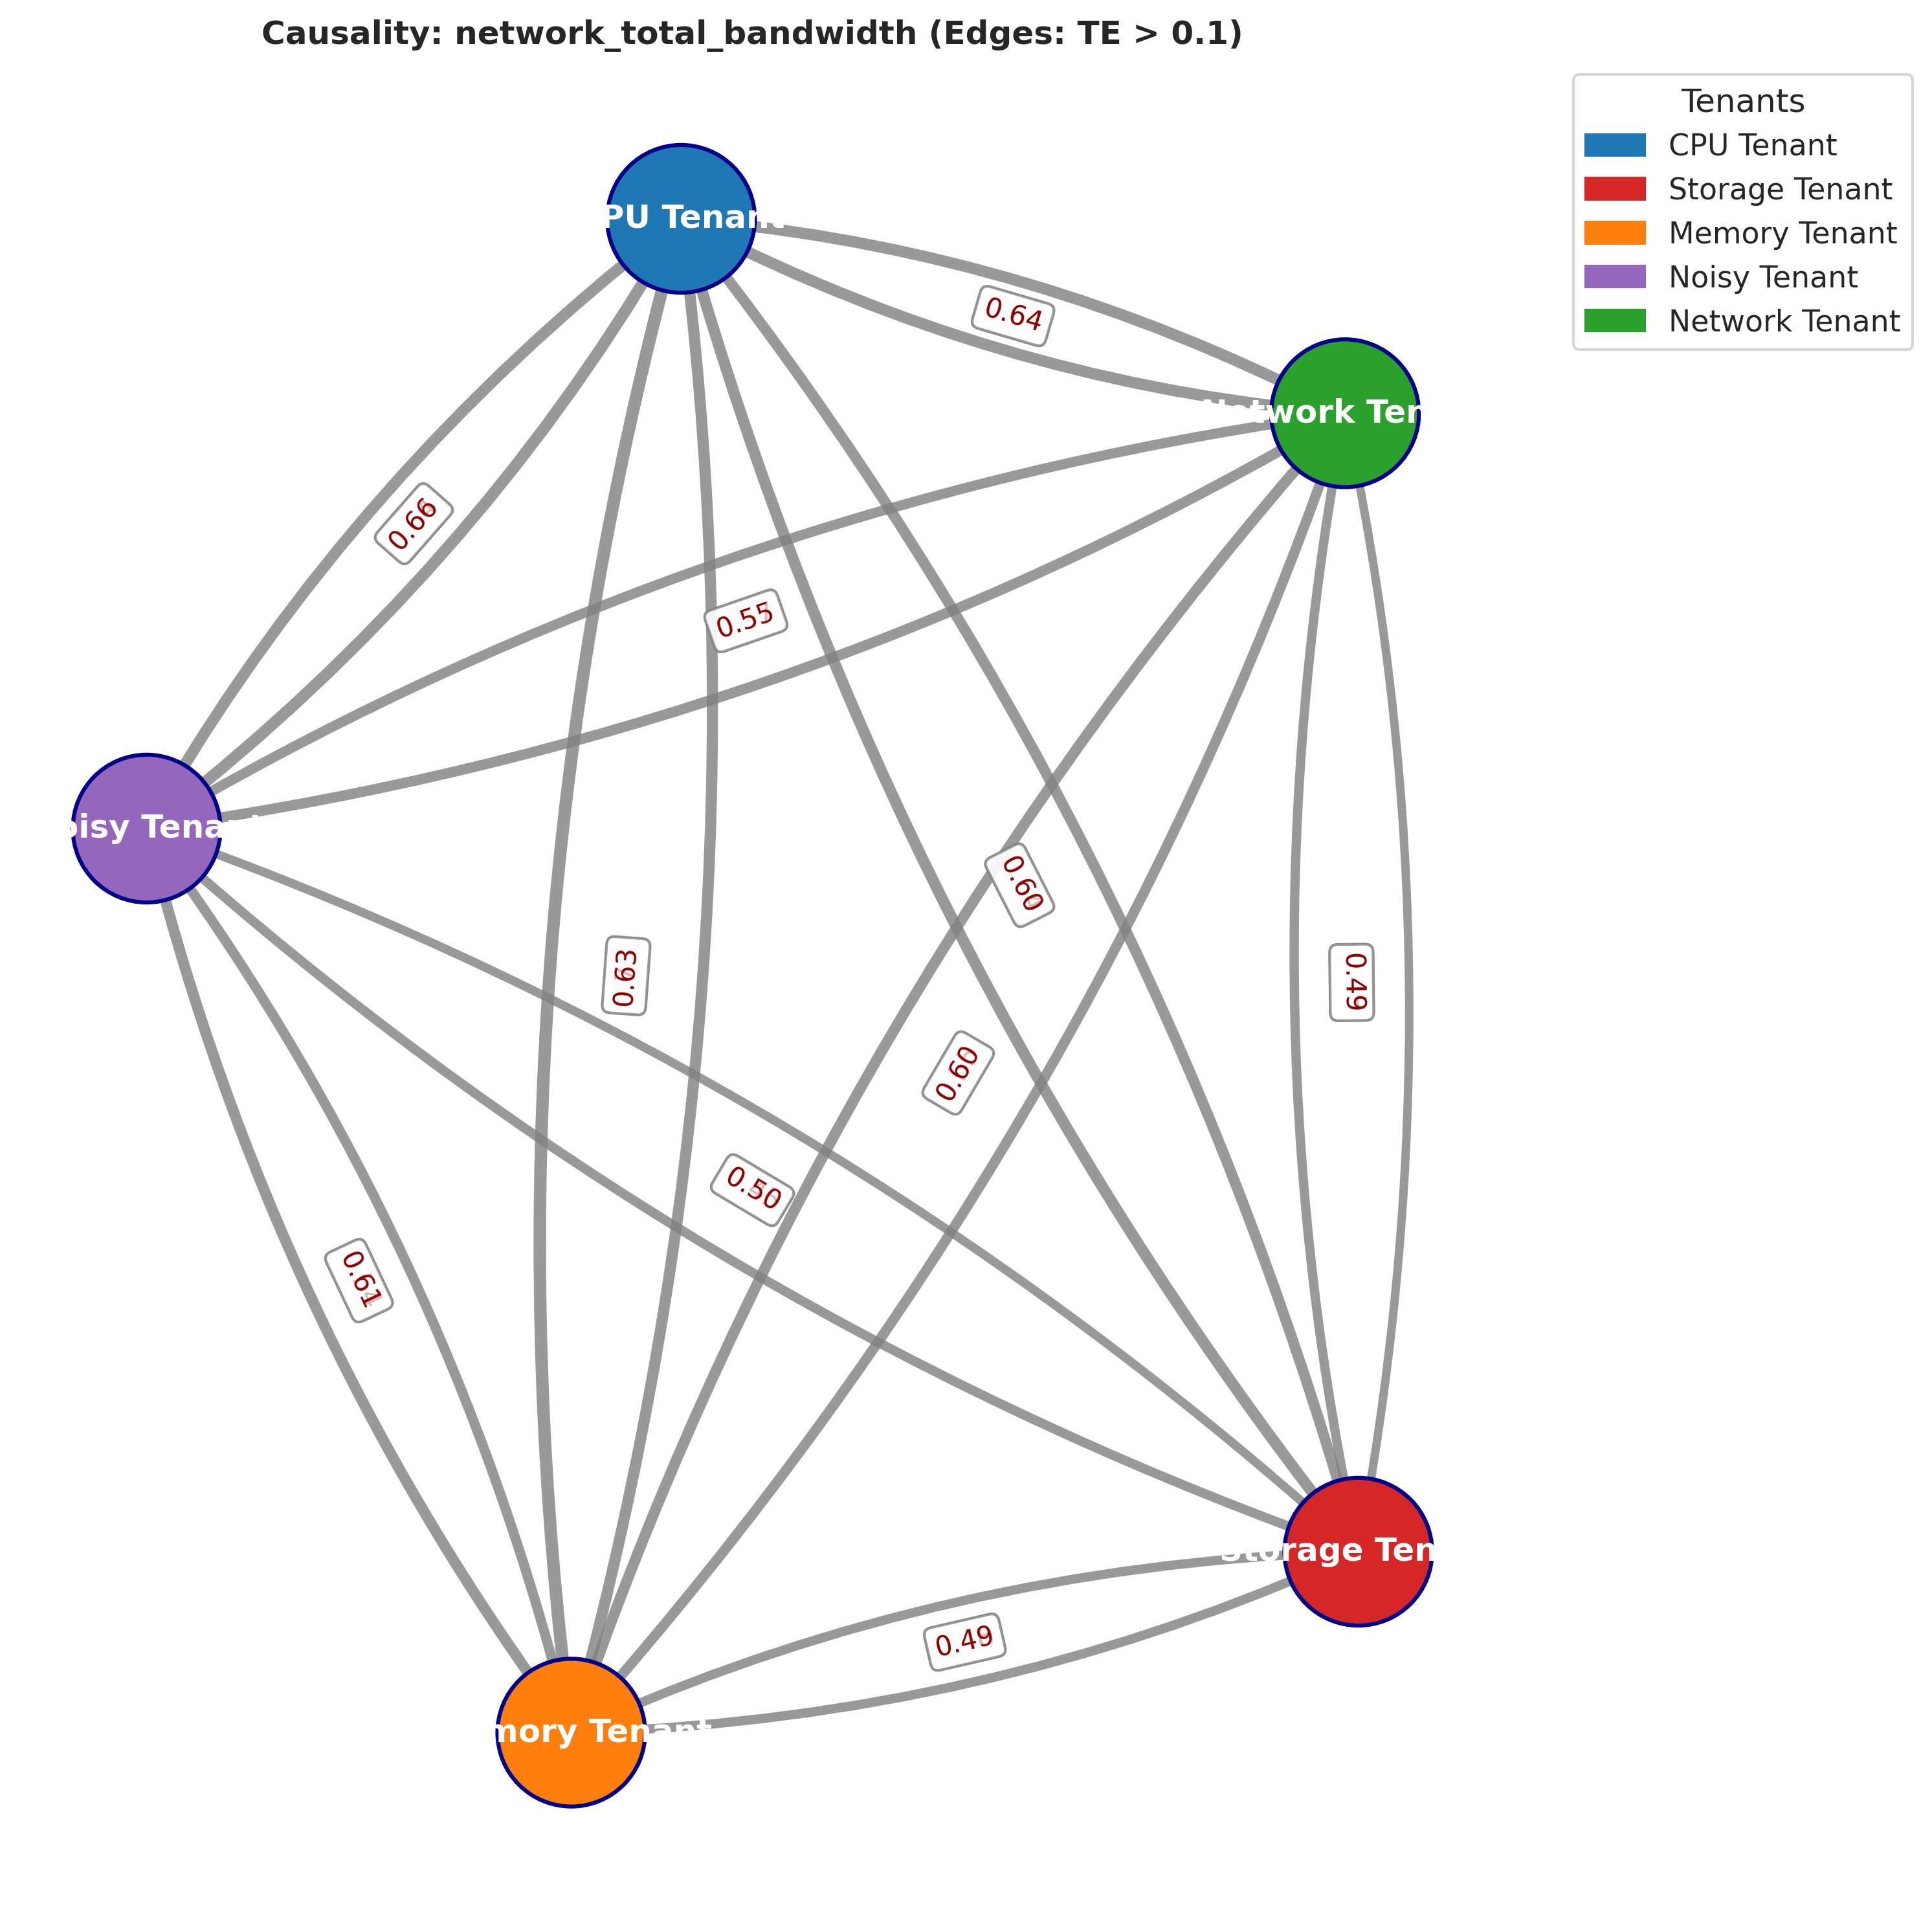 Causality: network_total_bandwidth (Edges: TE > 0.1)
Tenants
CPU Tenant
Storage Tenant
Memory Tenant
Noisy Tenant
Network Tenant
PU Tenant
0.64
Network Ten
0.66
0.55
oisy Tenant
0.60
0.63
0.49
0.60
0.50
0.61
Storage Ten
0.49
mory Tenant